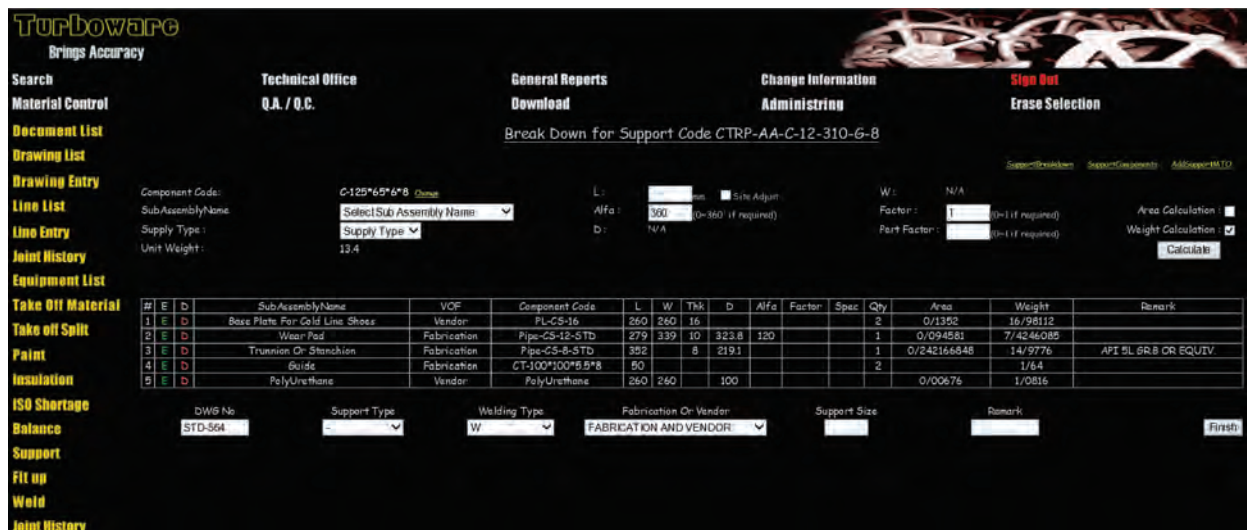 Turboware
Brings Accuracy
Search Technical Office General Reports Change Information Sign Out
Material Control Q.A. / Q.C. Download Administring Erase Selection
Document List
Drawing List
Drawing Entry
Line List
Line Entry
Joint History
Equipment List
Take Off Material
Take off Split
Paint
Insulation
ISO Shortage
Balance
Support
Fit up
Weld
Joint History
Break Down for Support Code CTRP-AA-C-12-310-G-8
SupportBreakdown SupportComponents AddSupportMTO
Component Code: C-125*65*6*8 L : mm Site Adjust W : N/A
SubAssemblyName Select Sub Assembly Name Alfa : 360 (0~360 if required) Factor : 1 (0~1 if required) Area Calculation :
Supply Type : Supply Type D : N/A Part Factor : (0~1 if required) Weight Calculation :
Unit Weight : 13.4 Calculate
# E D SubAssemblyName VOF Component Code L W Thk D Alfa Factor Spec Qty Area Weight Remark
1 E D Base Plate For Cold Line Shoes Vendor PL-CS-16 260 260 16 2 0/1352 16/98112
2 E D Wear Pad Fabrication Pipe-CS-12-STD 279 339 10 323.8 120 1 0/094581 7/4246085
3 E D Trunnion Or Stanchion Fabrication Pipe-CS-8-STD 352 8 219.1 1 0/242166848 14/9776 API 5L GR.B OR EQUIV.
4 E D Guide Fabrication CT-100*100*5.5*8 50 2 1/64
5 E D PolyUrethane Vendor PolyUrethane 260 260 100 0/00676 1/0816
DWG No Support Type Welding Type Fabrication Or Vendor Support Size Remark
STD-564 - W FABRICATION AND VENDOR Finish